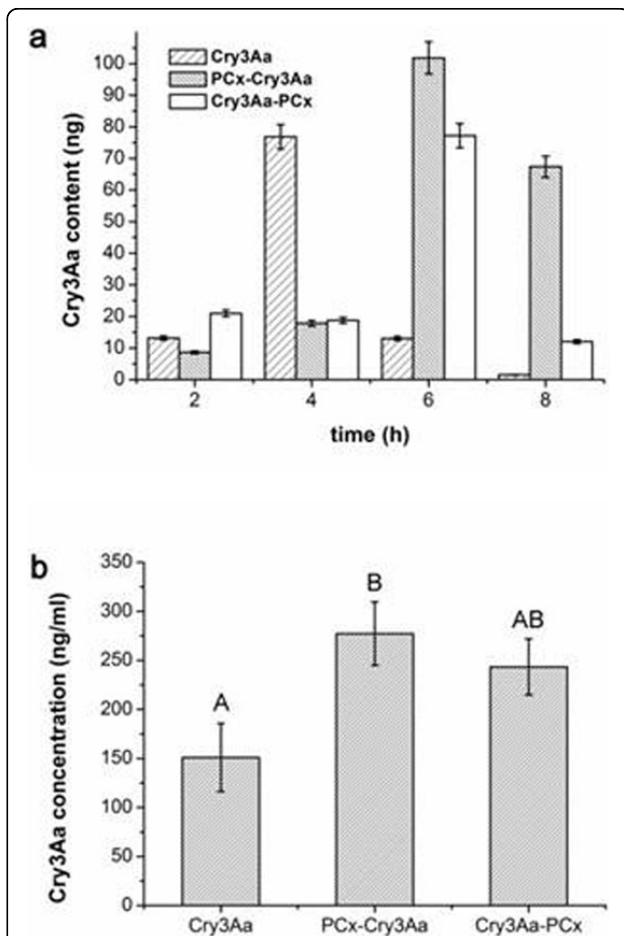 a
Cry3Aa
PCx-Cry3Aa
Cry3Aa-PCx
Cry3Aa content (ng)
100
90
80
70
60
50
40
30
20
10
0
2 4 6 8
time (h)
b
Cry3Aa concentration (ng/ml)
350
300
250
200
150
100
50
0
A
B
AB
Cry3Aa PCx-Cry3Aa Cry3Aa-PCx